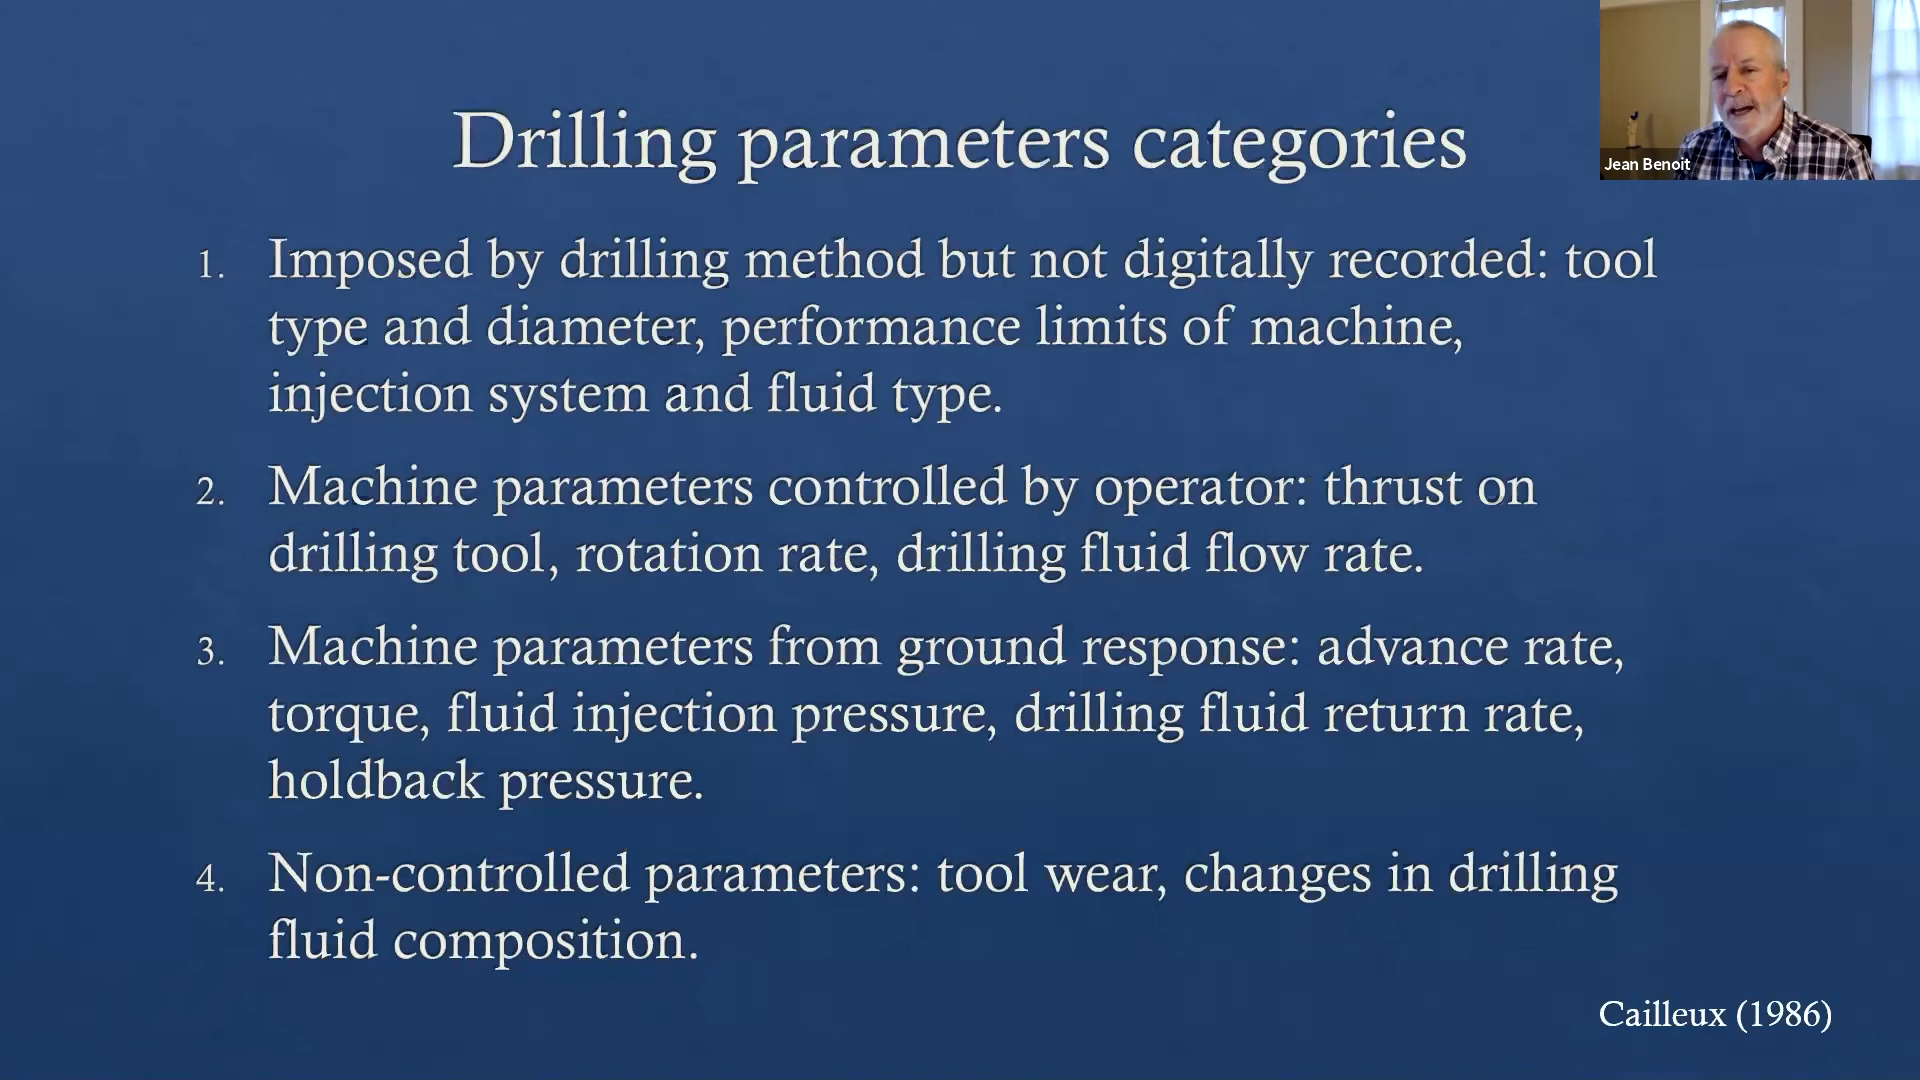 Drilling parameters categories
Jean Benoit
1. Imposed by drilling method but not digitally recorded: tool
type and diameter, performance limits of machine,
injection system and fluid type.
2. Machine parameters controlled by operator: thrust on
drilling tool, rotation rate, drilling fluid flow rate.
3. Machine parameters from ground response: advance rate,
torque, fluid injection pressure, drilling fluid return rate,
holdback pressure.
4. Non-controlled parameters: tool wear, changes in drilling
fluid composition.
Cailleux (1986)